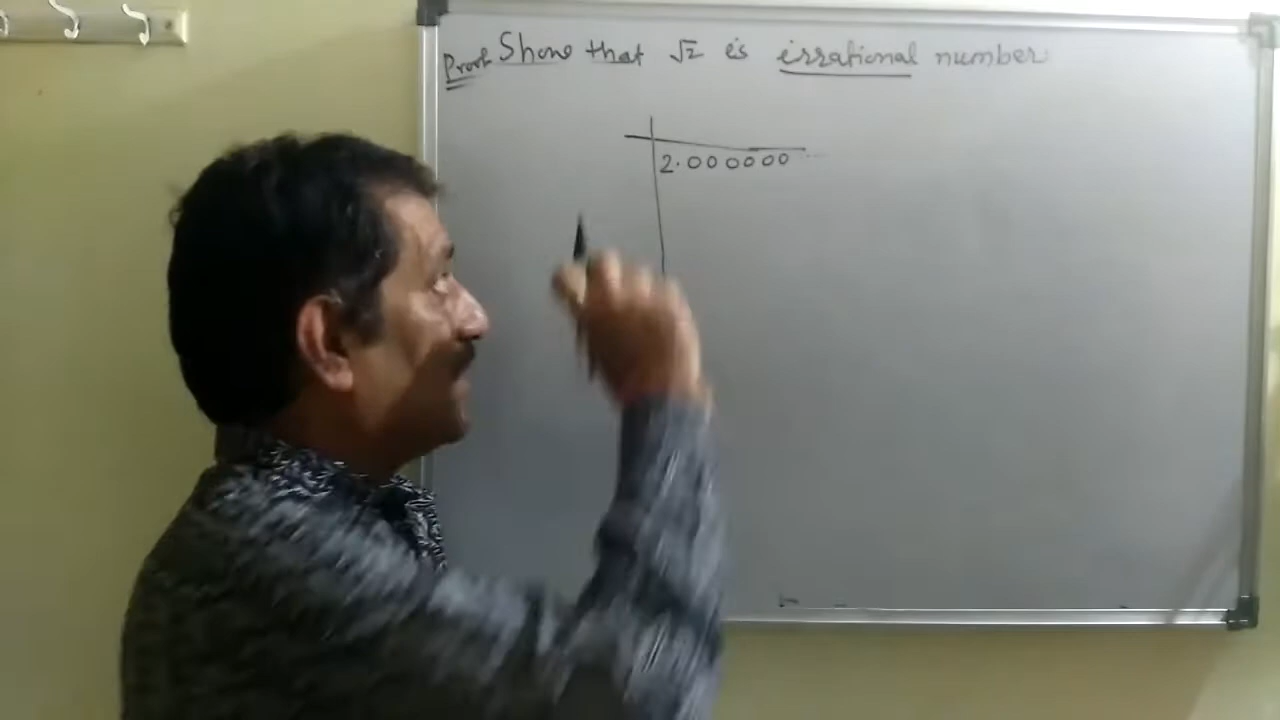 Proof Show that √2 is irrational number
2.000000...